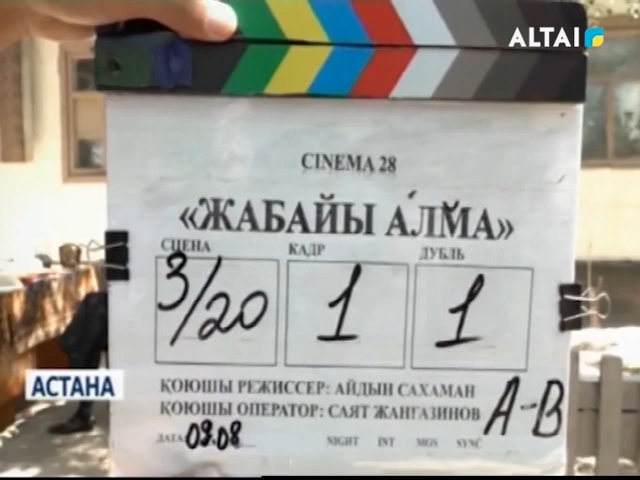 ALTAI
CINEMA 28
«ЖАБАЙЫ АЛМА»
СЦЕНА КАДР ДУБЛЬ
3/20 1 1
АСТАНА
ҚОЮШЫ РЕЖИССЕР: АЙДЫН САХАМАН
ҚОЮШЫ ОПЕРАТОР: САЯТ ЖАНГАЗИНОВ A-B
ДАТА 09.08 NIGHT INT MOS SYNC